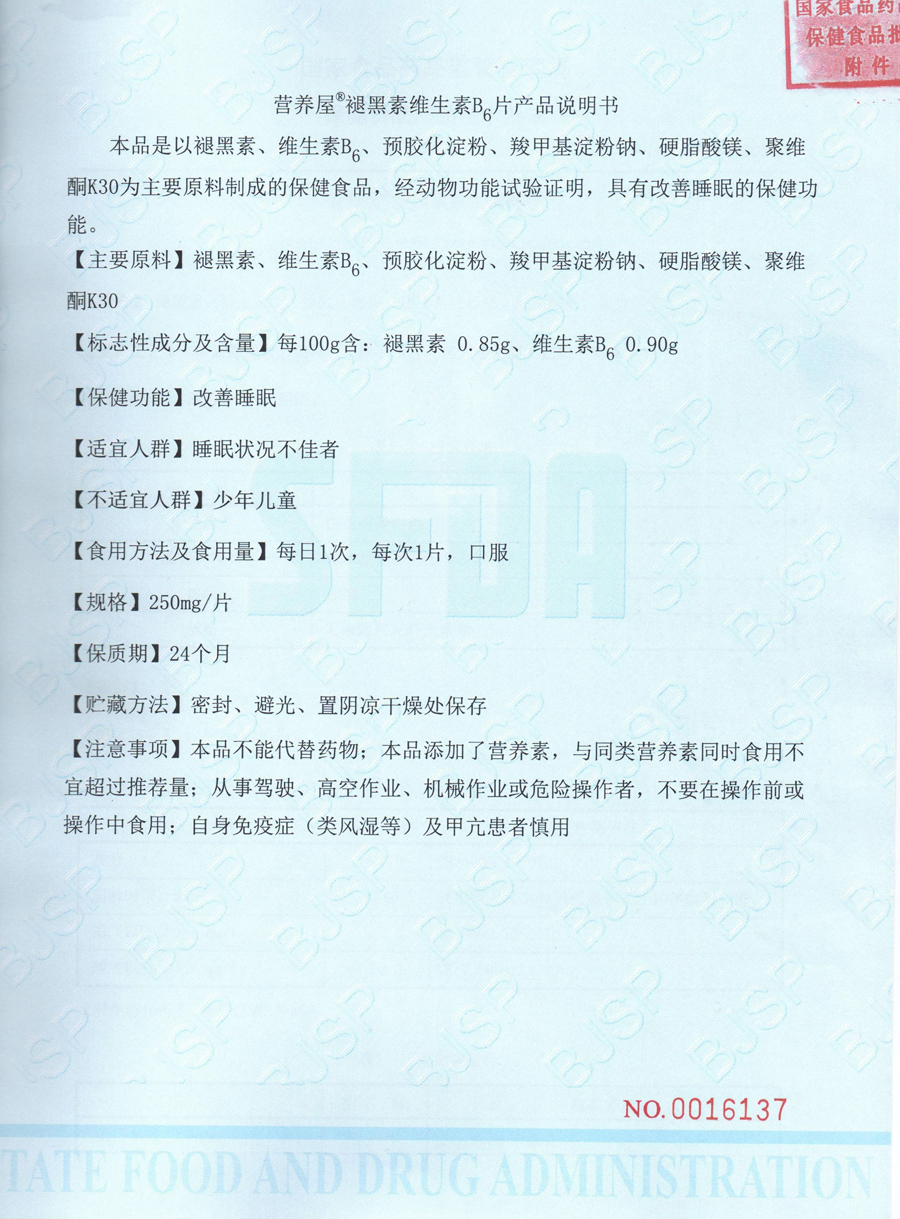 国家食品药
保健食品批
附件
营养屋®褪黑素维生素B6片产品说明书
本品是以褪黑素、维生素B6、预胶化淀粉、羧甲基淀粉钠、硬脂酸镁、聚维
酮K30为主要原料制成的保健食品，经动物功能试验证明，具有改善睡眠的保健功
能。
【主要原料】褪黑素、维生素B6、预胶化淀粉、羧甲基淀粉钠、硬脂酸镁、聚维
酮K30
【标志性成分及含量】每100g含：褪黑素 0.85g、维生素B6 0.90g
【保健功能】改善睡眠
【适宜人群】睡眠状况不佳者
【不适宜人群】少年儿童
【食用方法及食用量】每日1次，每次1片，口服
【规格】250mg/片
【保质期】24个月
【贮藏方法】密封、避光、置阴凉干燥处保存
【注意事项】本品不能代替药物；本品添加了营养素，与同类营养素同时食用不
宜超过推荐量；从事驾驶、高空作业、机械作业或危险操作者，不要在操作前或
操作中食用；自身免疫症（类风湿等）及甲亢患者慎用
SFDA
NO.0016137
TATE FOOD AND DRUG ADMINISTRATION